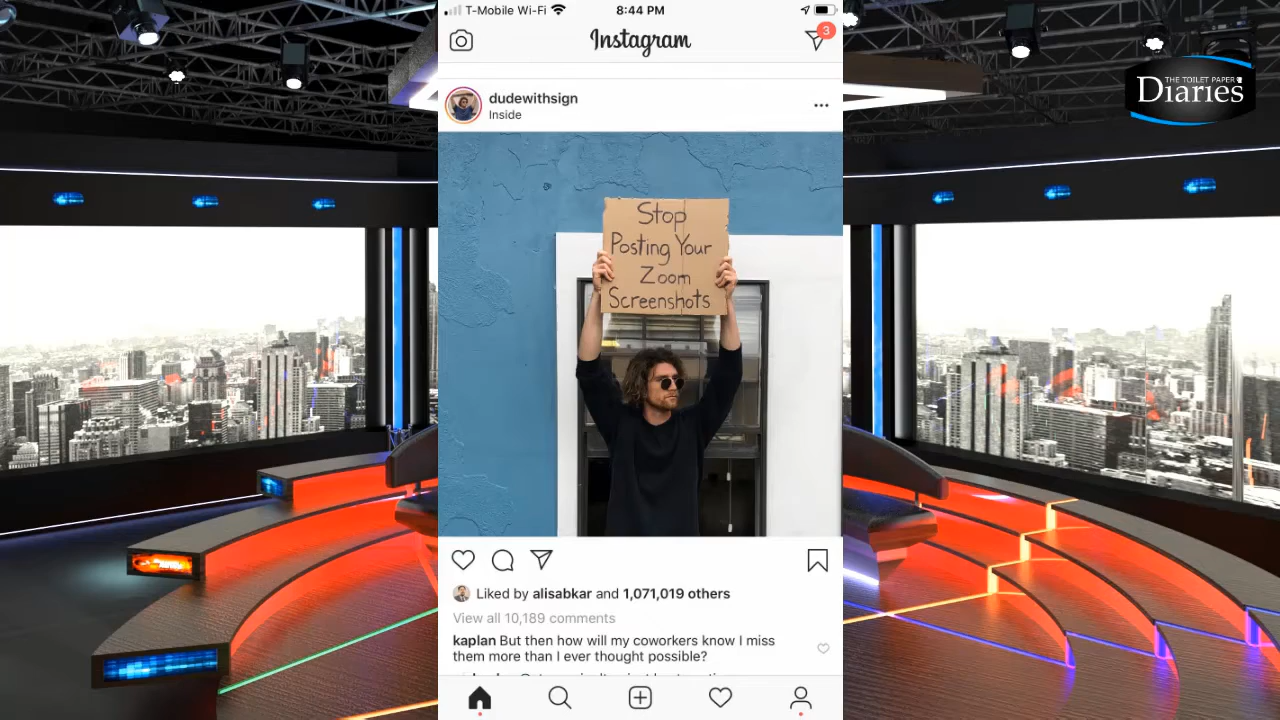 T-Mobile Wi-Fi 8:44 PM
Instagram
3
THE TOILET PAPER
Diaries
dudewithsign
Inside
Stop
Posting Your
Zoom
Screenshots
Liked by alisabkar and 1,071,019 others
View all 10,189 comments
kaplan But then how will my coworkers know I miss
them more than I ever thought possible?